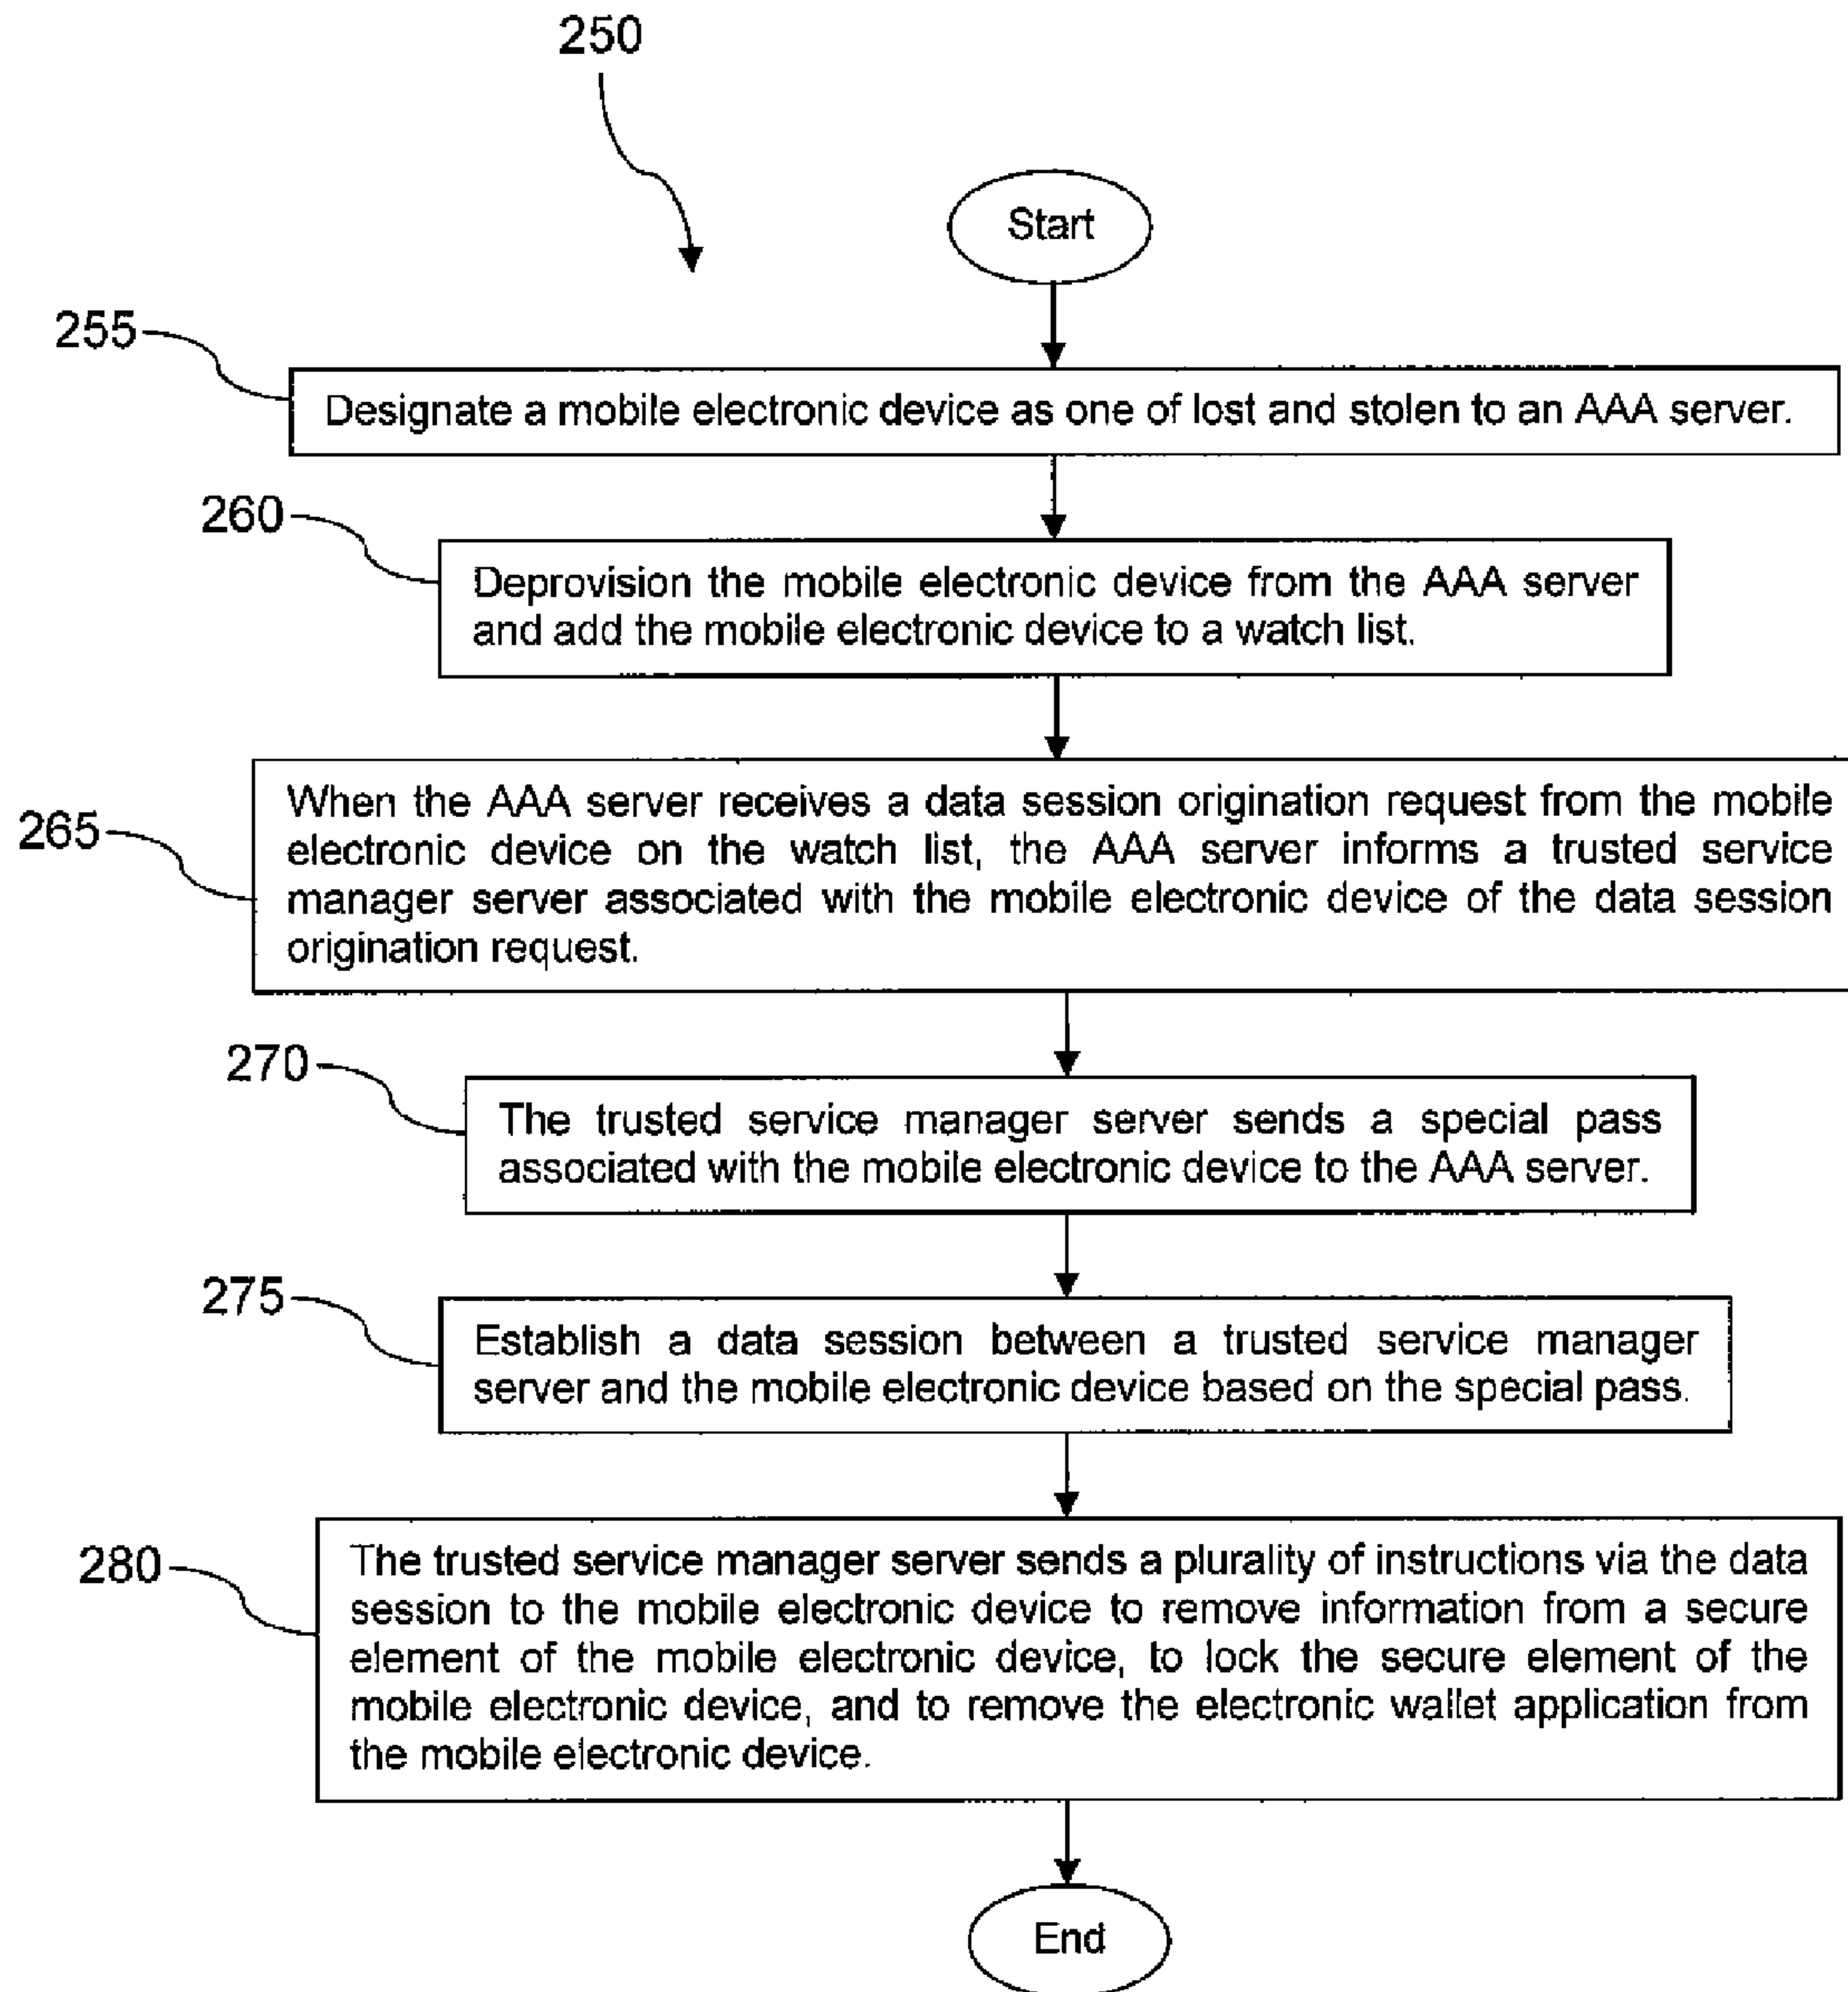 250
Start
255
Designate a mobile electronic device as one of lost and stolen to an AAA server.
260
Deprovision the mobile electronic device from the AAA server
and add the mobile electronic device to a watch list.
265
When the AAA server receives a data session origination request from the mobile
electronic device on the watch list, the AAA server informs a trusted service
manager server associated with the mobile electronic device of the data session
origination request.
270
The trusted service manager server sends a special pass
associated with the mobile electronic device to the AAA server.
275
Establish a data session between a trusted service manager
server and the mobile electronic device based on the special pass.
280
The trusted service manager server sends a plurality of instructions via the data
session to the mobile electronic device to remove information from a secure
element of the mobile electronic device, to lock the secure element of the
mobile electronic device, and to remove the electronic wallet application from
the mobile electronic device.
End